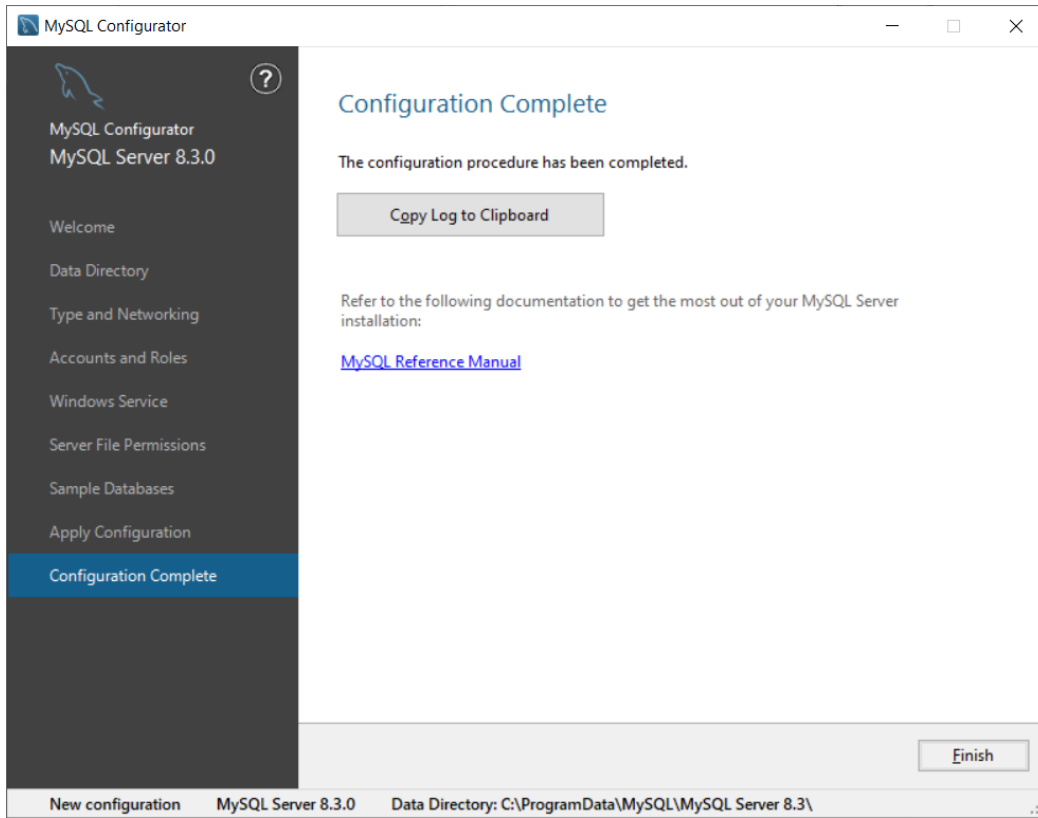 MySQL Configurator
?
MySQL Configurator
MySQL Server 8.3.0
Welcome
Data Directory
Type and Networking
Accounts and Roles
Windows Service
Server File Permissions
Sample Databases
Apply Configuration
Configuration Complete
Configuration Complete
The configuration procedure has been completed.
Copy Log to Clipboard
Refer to the following documentation to get the most out of your MySQL Server
installation:
MySQL Reference Manual
Finish
New configuration MySQL Server 8.3.0 Data Directory: C:\ProgramData\MySQL\MySQL Server 8.3\